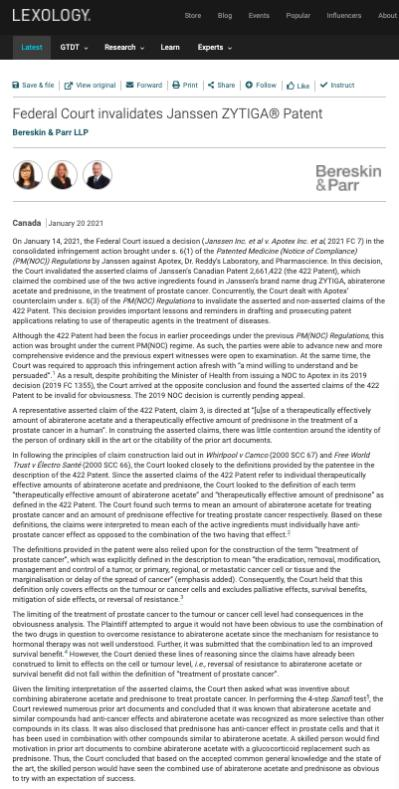 LEXOLOGY.
Store Blog Events Popular Influencers About
Latest GTDT Research Learn Experts
Save & file View original Forward Print Share Follow Like Instruct
Federal Court invalidates Janssen ZYTIGA® Patent
Bereskin & Parr LLP
Bereskin
&Parr
Canada January 20 2021
On January 14, 2021, the Federal Court issued a decision (Janssen Inc. et al v. Apotex Inc. et al, 2021 FC 7) in the
consolidated infringement action brought under s. 6(1) of the Patented Medicine (Notice of Compliance)
(PM(NOC)) Regulations by Janssen against Apotex, Dr. Reddy's Laboratory, and Pharmascience. In this decision,
the Court invalidated the asserted claims of Janssen's Canadian Patent 2,661,422 (the 422 Patent), which
claimed the combined use of the two active ingredients found in Janssen's brand name drug ZYTIGA, abiraterone
acetate and prednisone, in the treatment of prostate cancer. Concurrently, the Court dealt with Apotex'
counterclaim under s. 6(3) of the PM(NOC) Regulations to invalidate the asserted and non-asserted claims of the
422 Patent. This decision provides important lessons and reminders in drafting and prosecuting patent
applications relating to use of therapeutic agents in the treatment of diseases.
Although the 422 Patent had been the focus in earlier proceedings under the previous PM(NOC) Regulations, this
action was brought under the current PM(NOC) regime. As such, the parties were able to advance new and more
comprehensive evidence and the previous expert witnesses were open to examination. At the same time, the
Court was required to approach this infringement action afresh with "a mind willing to understand and be
persuaded".1 As a result, despite prohibiting the Minister of Health from issuing a NOC to Apotex in its 2019
decision (2019 FC 1355), the Court arrived at the opposite conclusion and found the asserted claims of the 422
Patent to be invalid for obviousness. The 2019 NOC decision is currently pending appeal.
A representative asserted claim of the 422 Patent, claim 3, is directed at "[u]se of a therapeutically effectively
amount of abiraterone acetate and a therapeutically effective amount of prednisone in the treatment of a
prostate cancer in a human". In construing the asserted claims, there was little contention around the identity of
the person of ordinary skill in the art or the citability of the prior art documents.
In following the principles of claim construction laid out in Whirlpool v Camco (2000 SCC 67) and Free World
Trust v Électro Santé (2000 SCC 66), the Court looked closely to the definitions provided by the patentee in the
description of the 422 Patent. Since the asserted claims of the 422 Patent refer to individual therapeutically
effective amounts of abiraterone acetate and prednisone, the Court looked to the definition of each term
"therapeutically effective amount of abiraterone acetate" and "therapeutically effective amount of prednisone" as
defined in the 422 Patent. The Court found such terms to mean an amount of abiraterone acetate for treating
prostate cancer and an amount of prednisone effective for treating prostate cancer respectively. Based on these
definitions, the claims were interpreted to mean each of the active ingredients must individually have anti-
prostate cancer effect as opposed to the combination of the two having that effect.2
The definitions provided in the patent were also relied upon for the construction of the term "treatment of
prostate cancer", which was explicitly defined in the description to mean "the eradication, removal, modification,
management and control of a tumor, or primary, regional, or metastatic cancer cell or tissue and the
marginalisation or delay of the spread of cancer" (emphasis added). Consequently, the Court held that this
definition only covers effects on the tumour or cancer cells and excludes palliative effects, survival benefits,
mitigation of side effects, or reversal of resistance.3
The limiting of the treatment of prostate cancer to the tumour or cancer cell level had consequences in the
obviousness analysis. The Plaintiff attempted to argue it would not have been obvious to use the combination of
the two drugs in question to overcome resistance to abiraterone acetate since the mechanism for resistance to
hormonal therapy was not well understood. Further, it was submitted that the combination led to an improved
survival benefit.4 However, the Court denied these lines of reasoning since the claims have already been
construed to limit to effects on the cell or tumour level, i.e., reversal of resistance to abiraterone acetate or
survival benefit did not fall within the definition of "treatment of prostate cancer".
Given the limiting interpretation of the asserted claims, the Court then asked what was inventive about
combining abiraterone acetate and prednisone to treat prostate cancer. In performing the 4-step Sanofi test5, the
Court reviewed numerous prior art documents and concluded that it was known that abiraterone acetate and
similar compounds had anti-cancer effects and abiraterone acetate was recognized as more selective than other
compounds in its class. It was also disclosed that prednisone has anti-cancer effect in prostate cells and that it
has been used in combination with other compounds similar to abiraterone acetate. A skilled person would find
motivation in prior art documents to combine abiraterone acetate with a glucocorticoid replacement such as
prednisone. Thus, the Court concluded that based on the accepted common general knowledge and the state of
the art, the skilled person would have seen the combined use of abiraterone acetate and prednisone as obvious
to try with an expectation of success.